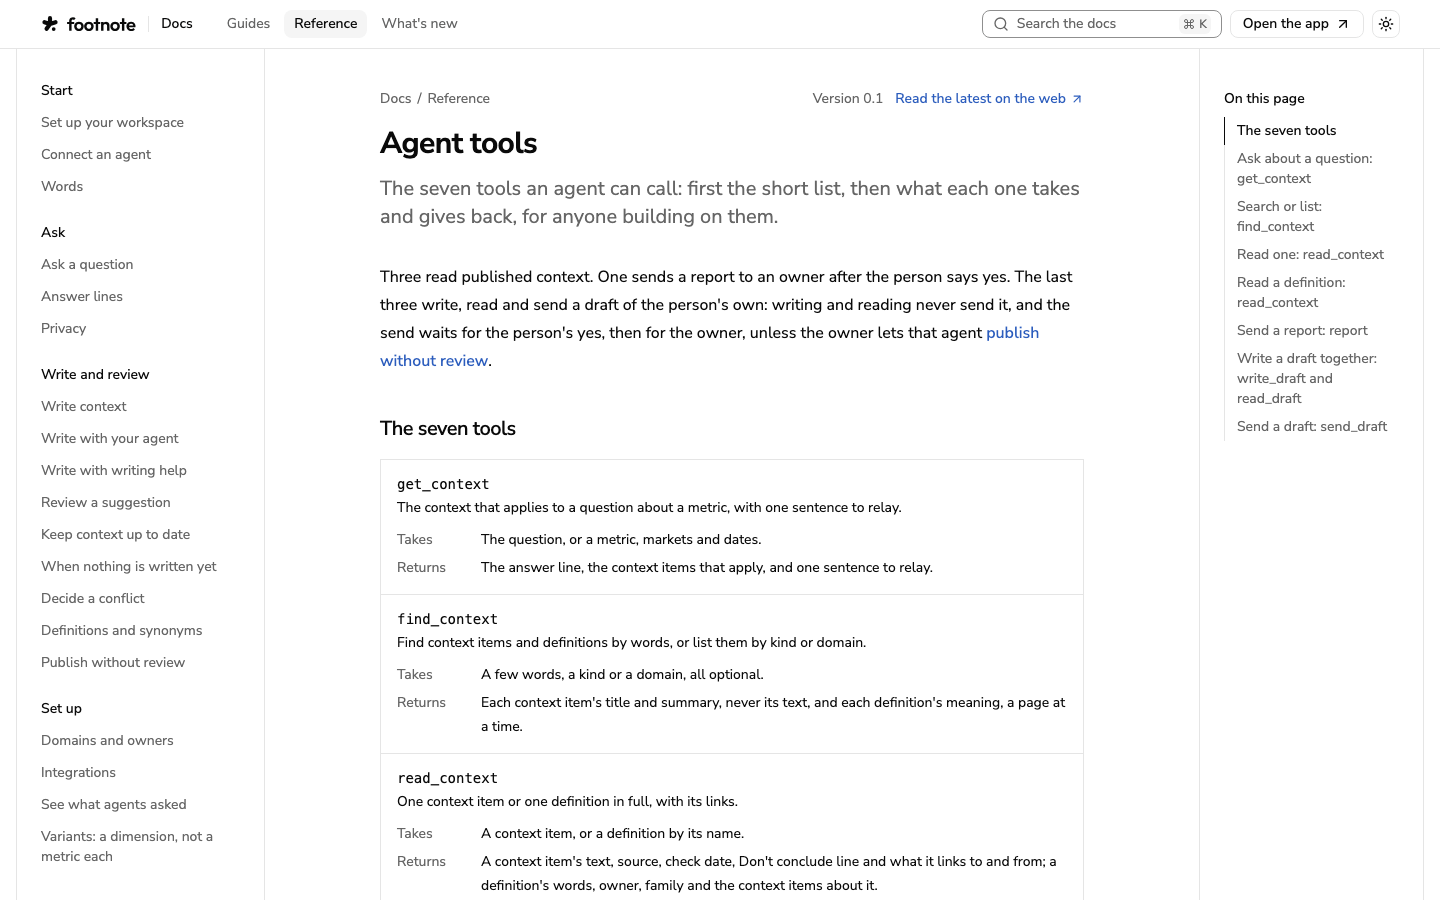 footnote
Docs
Guides
Reference
What's new
Search the docs
⌘ K
Open the app
Start
Set up your workspace
Connect an agent
Words
Ask
Ask a question
Answer lines
Privacy
Write and review
Write context
Write with your agent
Write with writing help
Review a suggestion
Keep context up to date
When nothing is written yet
Decide a conflict
Definitions and synonyms
Publish without review
Set up
Domains and owners
Integrations
See what agents asked
Variants: a dimension, not a
metric each
Docs / Reference
Version 0.1
Read the latest on the web
Agent tools
The seven tools an agent can call: first the short list, then what each one takes
and gives back, for anyone building on them.
Three read published context. One sends a report to an owner after the person says yes. The last
three write, read and send a draft of the person's own: writing and reading never send it, and the
send waits for the person's yes, then for the owner, unless the owner lets that agent publish
without review.
The seven tools
get_context
The context that applies to a question about a metric, with one sentence to relay.
Takes The question, or a metric, markets and dates.
Returns The answer line, the context items that apply, and one sentence to relay.
find_context
Find context items and definitions by words, or list them by kind or domain.
Takes A few words, a kind or a domain, all optional.
Returns Each context item's title and summary, never its text, and each definition's meaning, a page at
a time.
read_context
One context item or one definition in full, with its links.
Takes A context item, or a definition by its name.
Returns A context item's text, source, check date, Don't conclude line and what it links to and from; a
definition's words, owner, family and the context items about it.
On this page
The seven tools
Ask about a question:
get_context
Search or list:
find_context
Read one: read_context
Read a definition:
read_context
Send a report: report
Write a draft together:
write_draft and
read_draft
Send a draft: send_draft